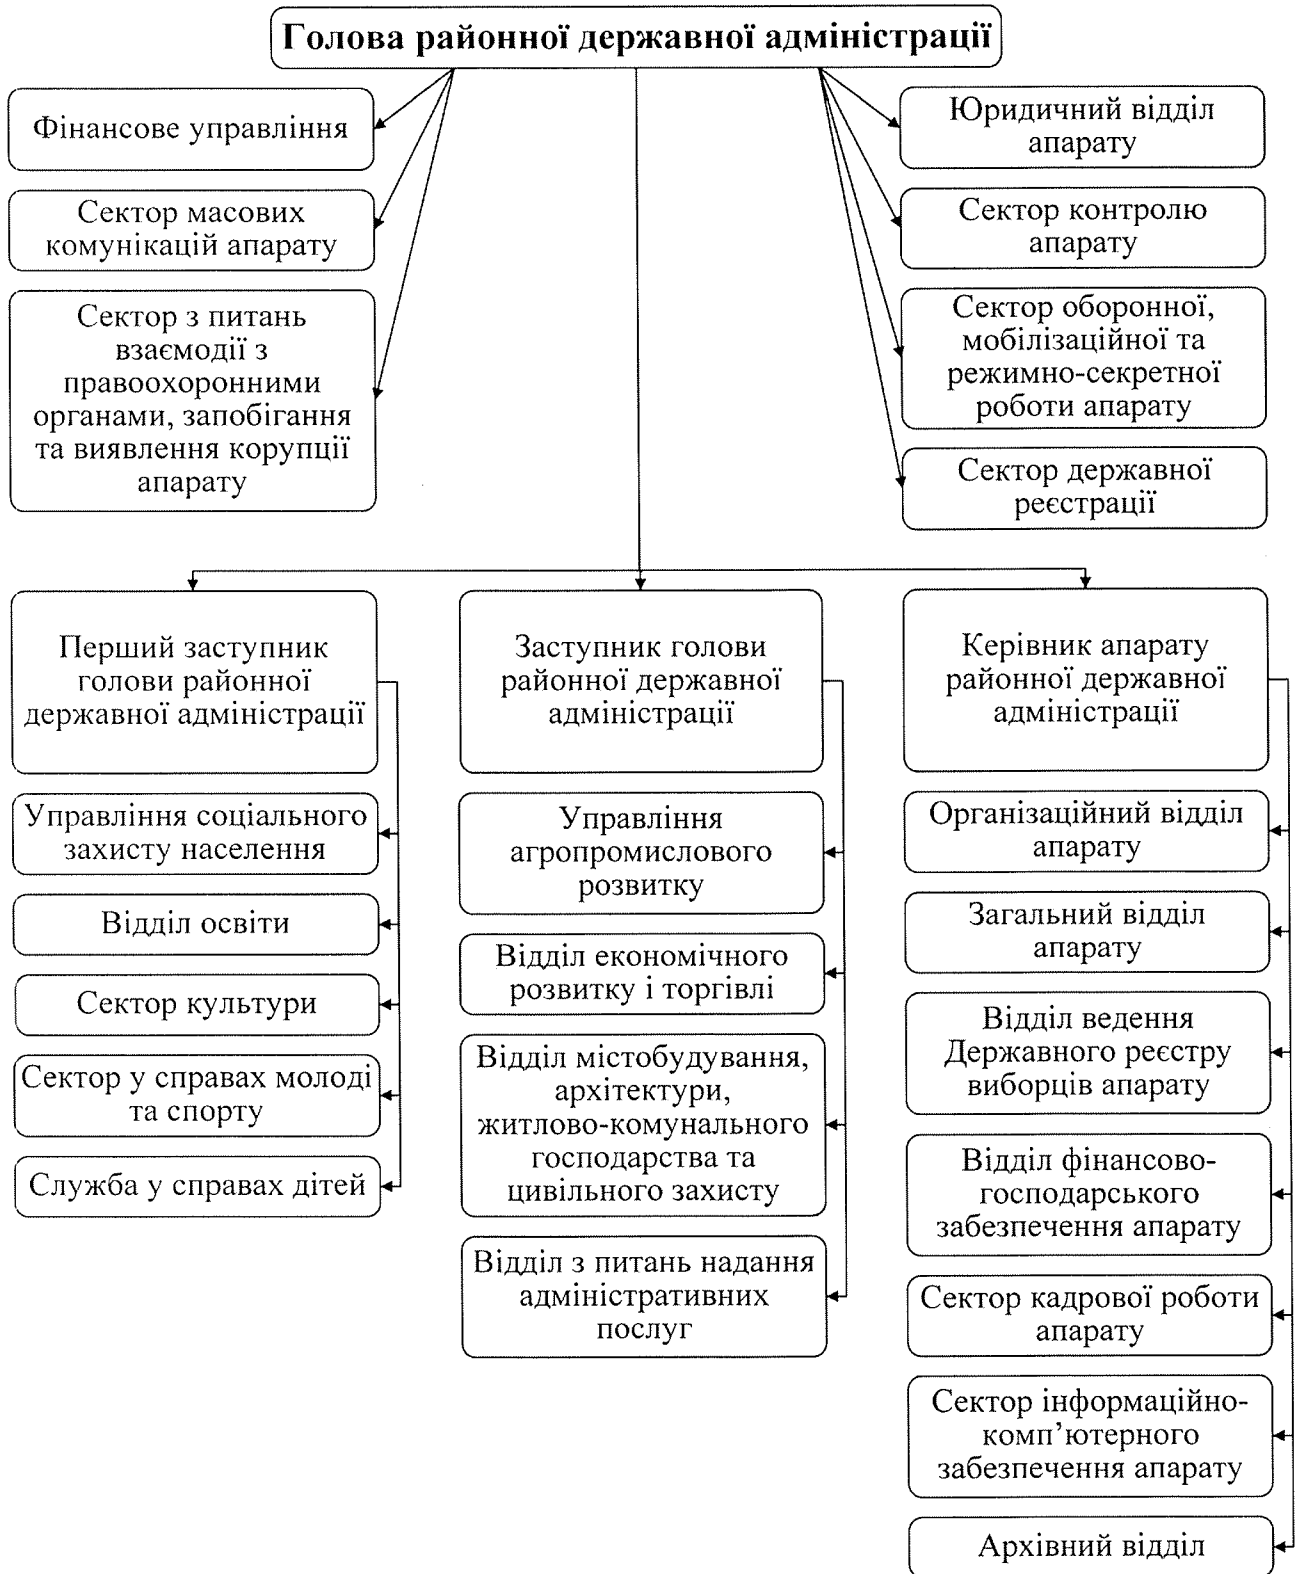 Голова районної державної адміністрації
Фінансове управління
Сектор масових
комунікацій апарату
Сектор з питань
взаємодії з
правоохоронними
органами, запобігання
та виявлення корупції
апарату
Юридичний відділ
апарату
Сектор контролю
апарату
Сектор оборонної,
мобілізаційної та
режимно-секретної
роботи апарату
Сектор державної
реєстрації
Перший заступник
голови районної
державної адміністрації
Управління соціального
захисту населення
Відділ освіти
Сектор культури
Сектор у справах молоді
та спорту
Служба у справах дітей
Заступник голови
районної державної
адміністрації
Управління
агропромислового
розвитку
Відділ економічного
розвитку і торгівлі
Відділ містобудування,
архітектури,
житлово-комунального
господарства та
цивільного захисту
Відділ з питань надання
адміністративних
послуг
Керівник апарату
районної державної
адміністрації
Організаційний відділ
апарату
Загальний відділ
апарату
Відділ ведення
Державного реєстру
виборців апарату
Відділ фінансово-
господарського
забезпечення апарату
Сектор кадрової роботи
апарату
Сектор інформаційно-
комп’ютерного
забезпечення апарату
Архівний відділ